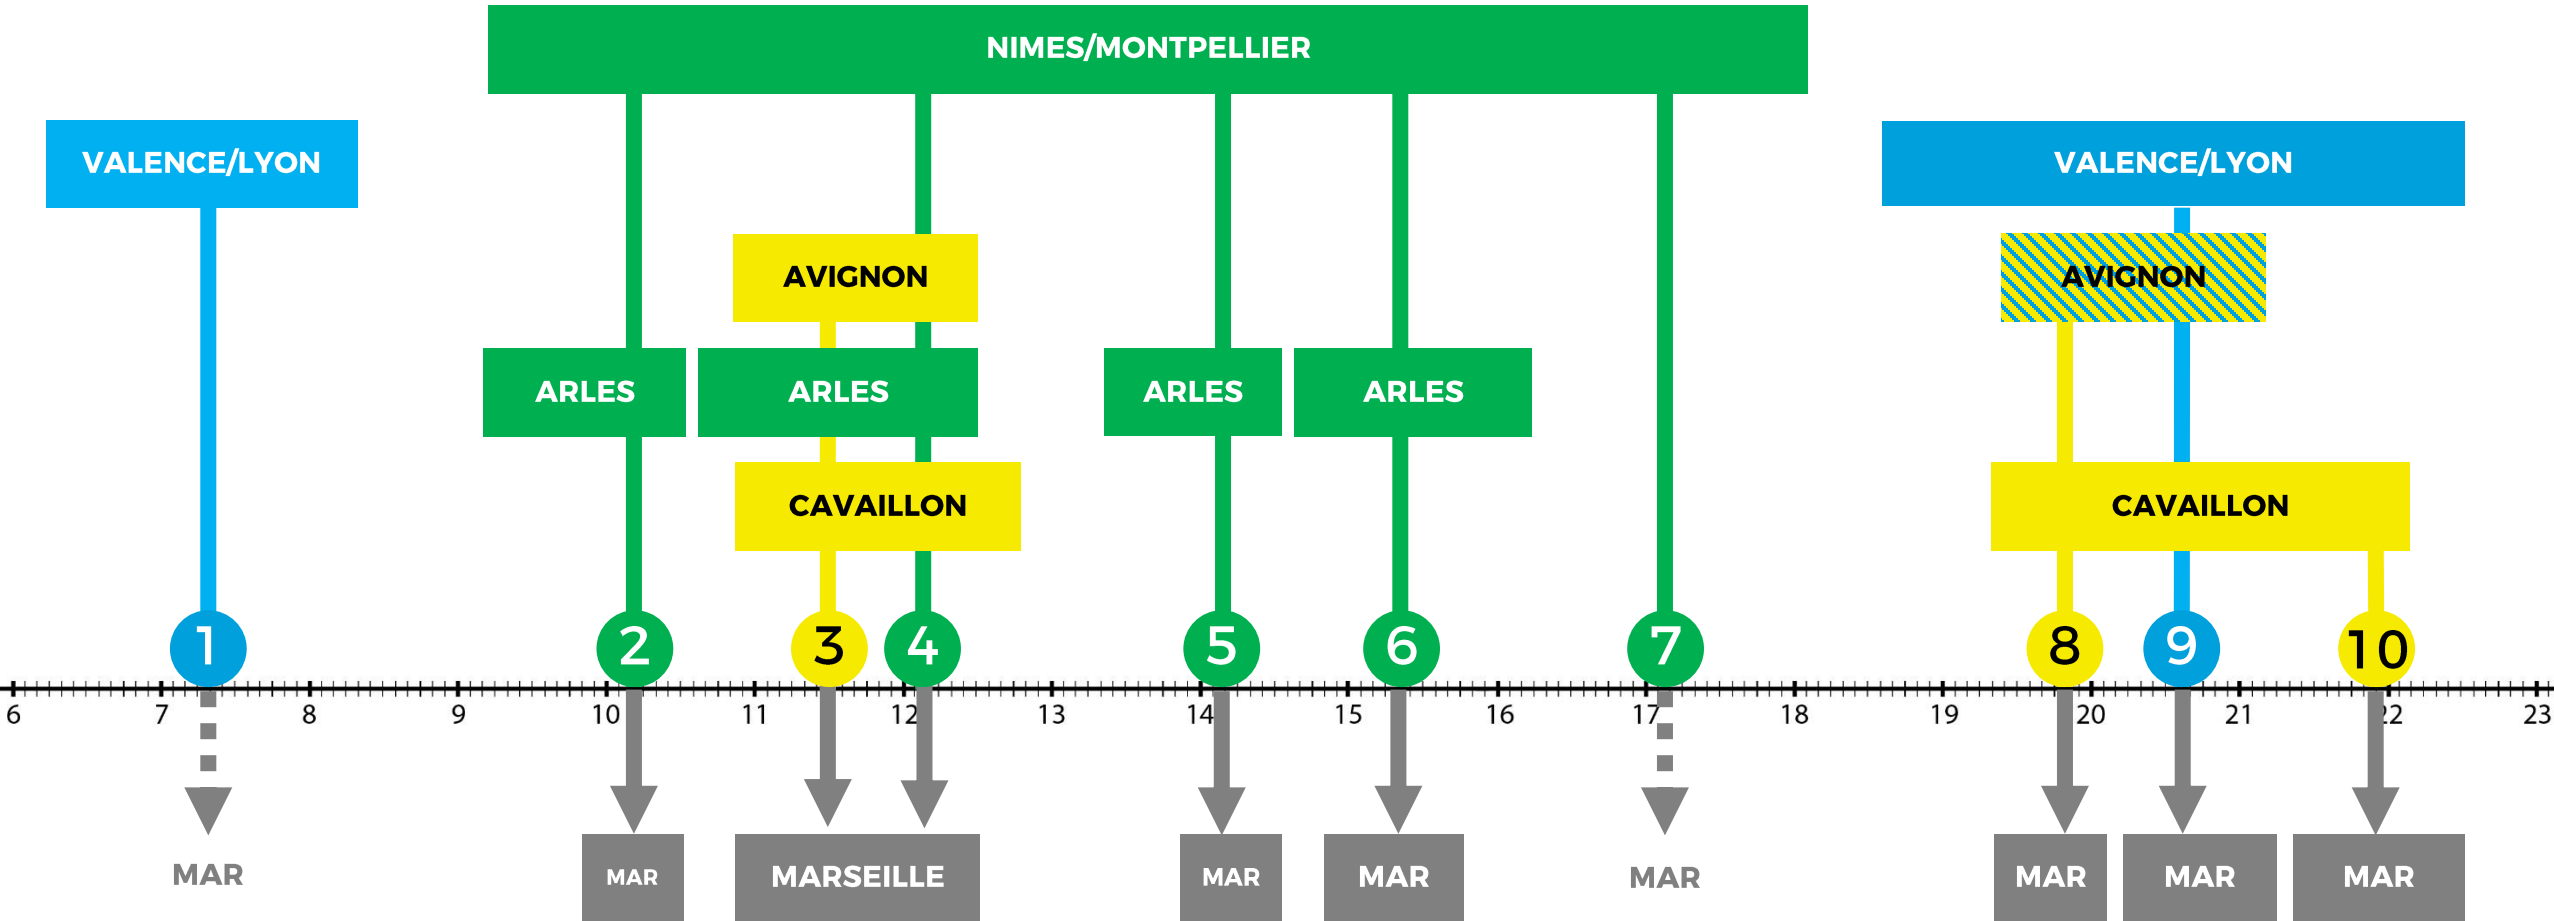 NIMES/MONTPELLIER
VALENCE/LYON
VALENCE/LYON
AVIGNON
AVIGNON
ARLES
ARLES
ARLES
ARLES
CAVAILLON
CAVAILLON
1
2
3
4
5
6
7
8
9
10
6
7
8
9
10
11
12
13
14
15
16
17
18
19
20
21
22
23
MAR
MAR
MARSEILLE
MAR
MAR
MAR
MAR
MAR
MAR